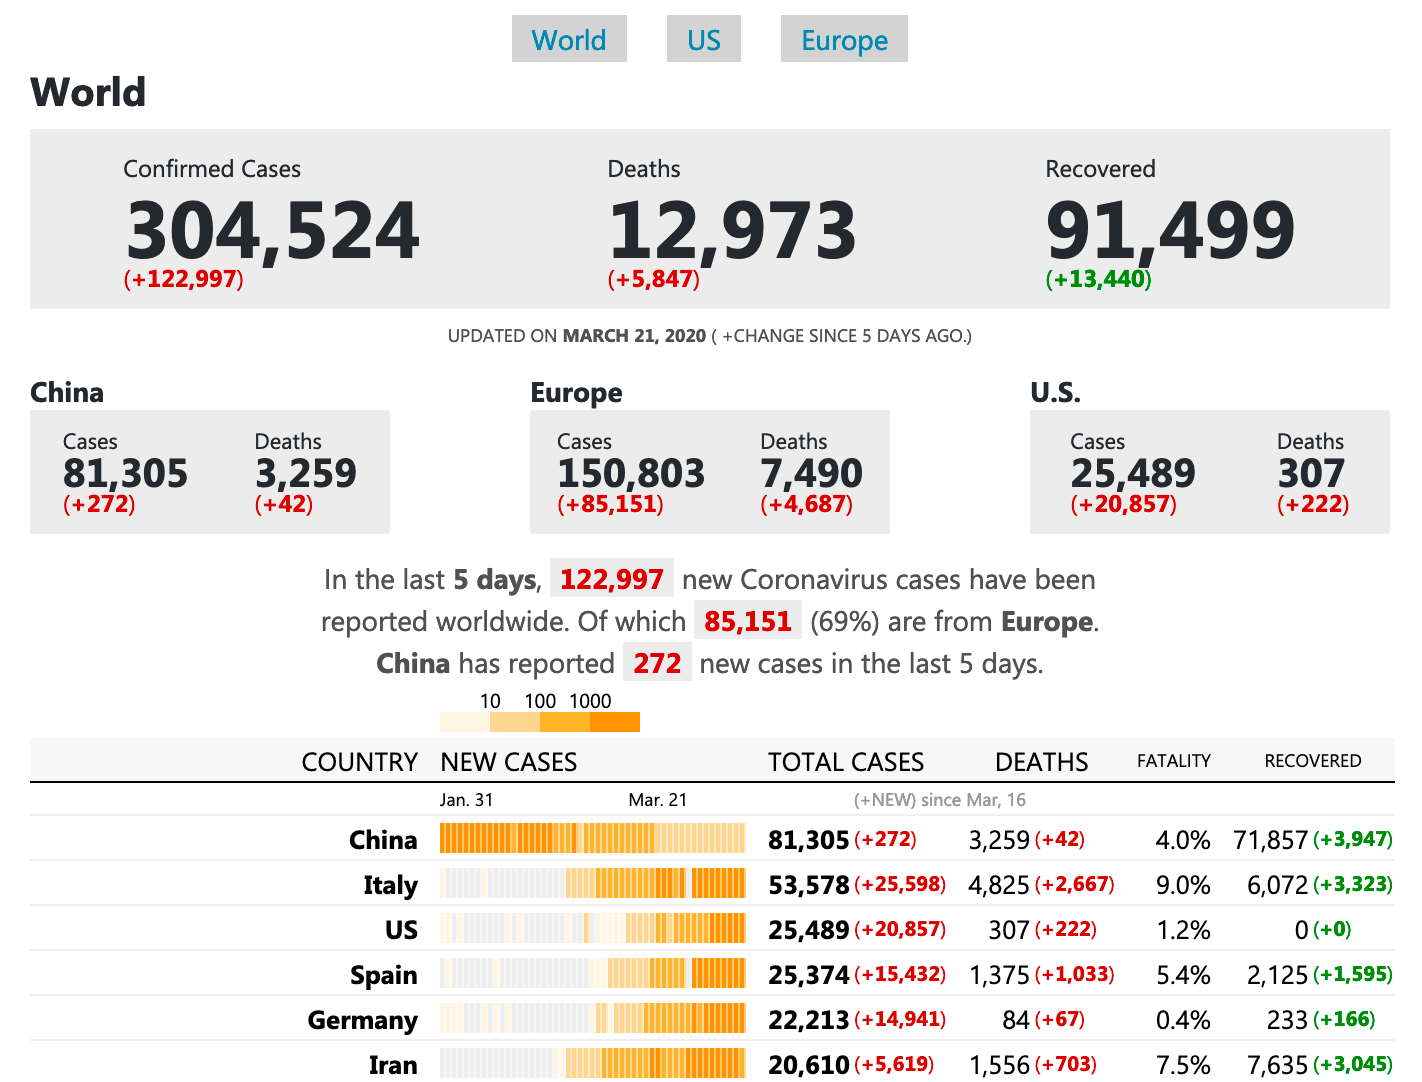 World US Europe
World
Confirmed Cases Deaths Recovered
304,524 12,973 91,499
(+122,997) (+5,847) (+13,440)
UPDATED ON MARCH 21, 2020 ( +CHANGE SINCE 5 DAYS AGO.)
China Europe U.S.
Cases Deaths Cases Deaths Cases Deaths
81,305 3,259 150,803 7,490 25,489 307
(+272) (+42) (+85,151) (+4,687) (+20,857) (+222)
In the last 5 days, 122,997 new Coronavirus cases have been
reported worldwide. Of which 85,151 (69%) are from Europe.
China has reported 272 new cases in the last 5 days.
10 100 1000
COUNTRY NEW CASES TOTAL CASES DEATHS FATALITY RECOVERED
Jan. 31 Mar. 21 (+NEW) since Mar, 16
China 81,305 (+272) 3,259 (+42) 4.0% 71,857 (+3,947)
Italy 53,578 (+25,598) 4,825 (+2,667) 9.0% 6,072 (+3,323)
US 25,489 (+20,857) 307 (+222) 1.2% 0 (+0)
Spain 25,374 (+15,432) 1,375 (+1,033) 5.4% 2,125 (+1,595)
Germany 22,213 (+14,941) 84 (+67) 0.4% 233 (+166)
Iran 20,610 (+5,619) 1,556 (+703) 7.5% 7,635 (+3,045)